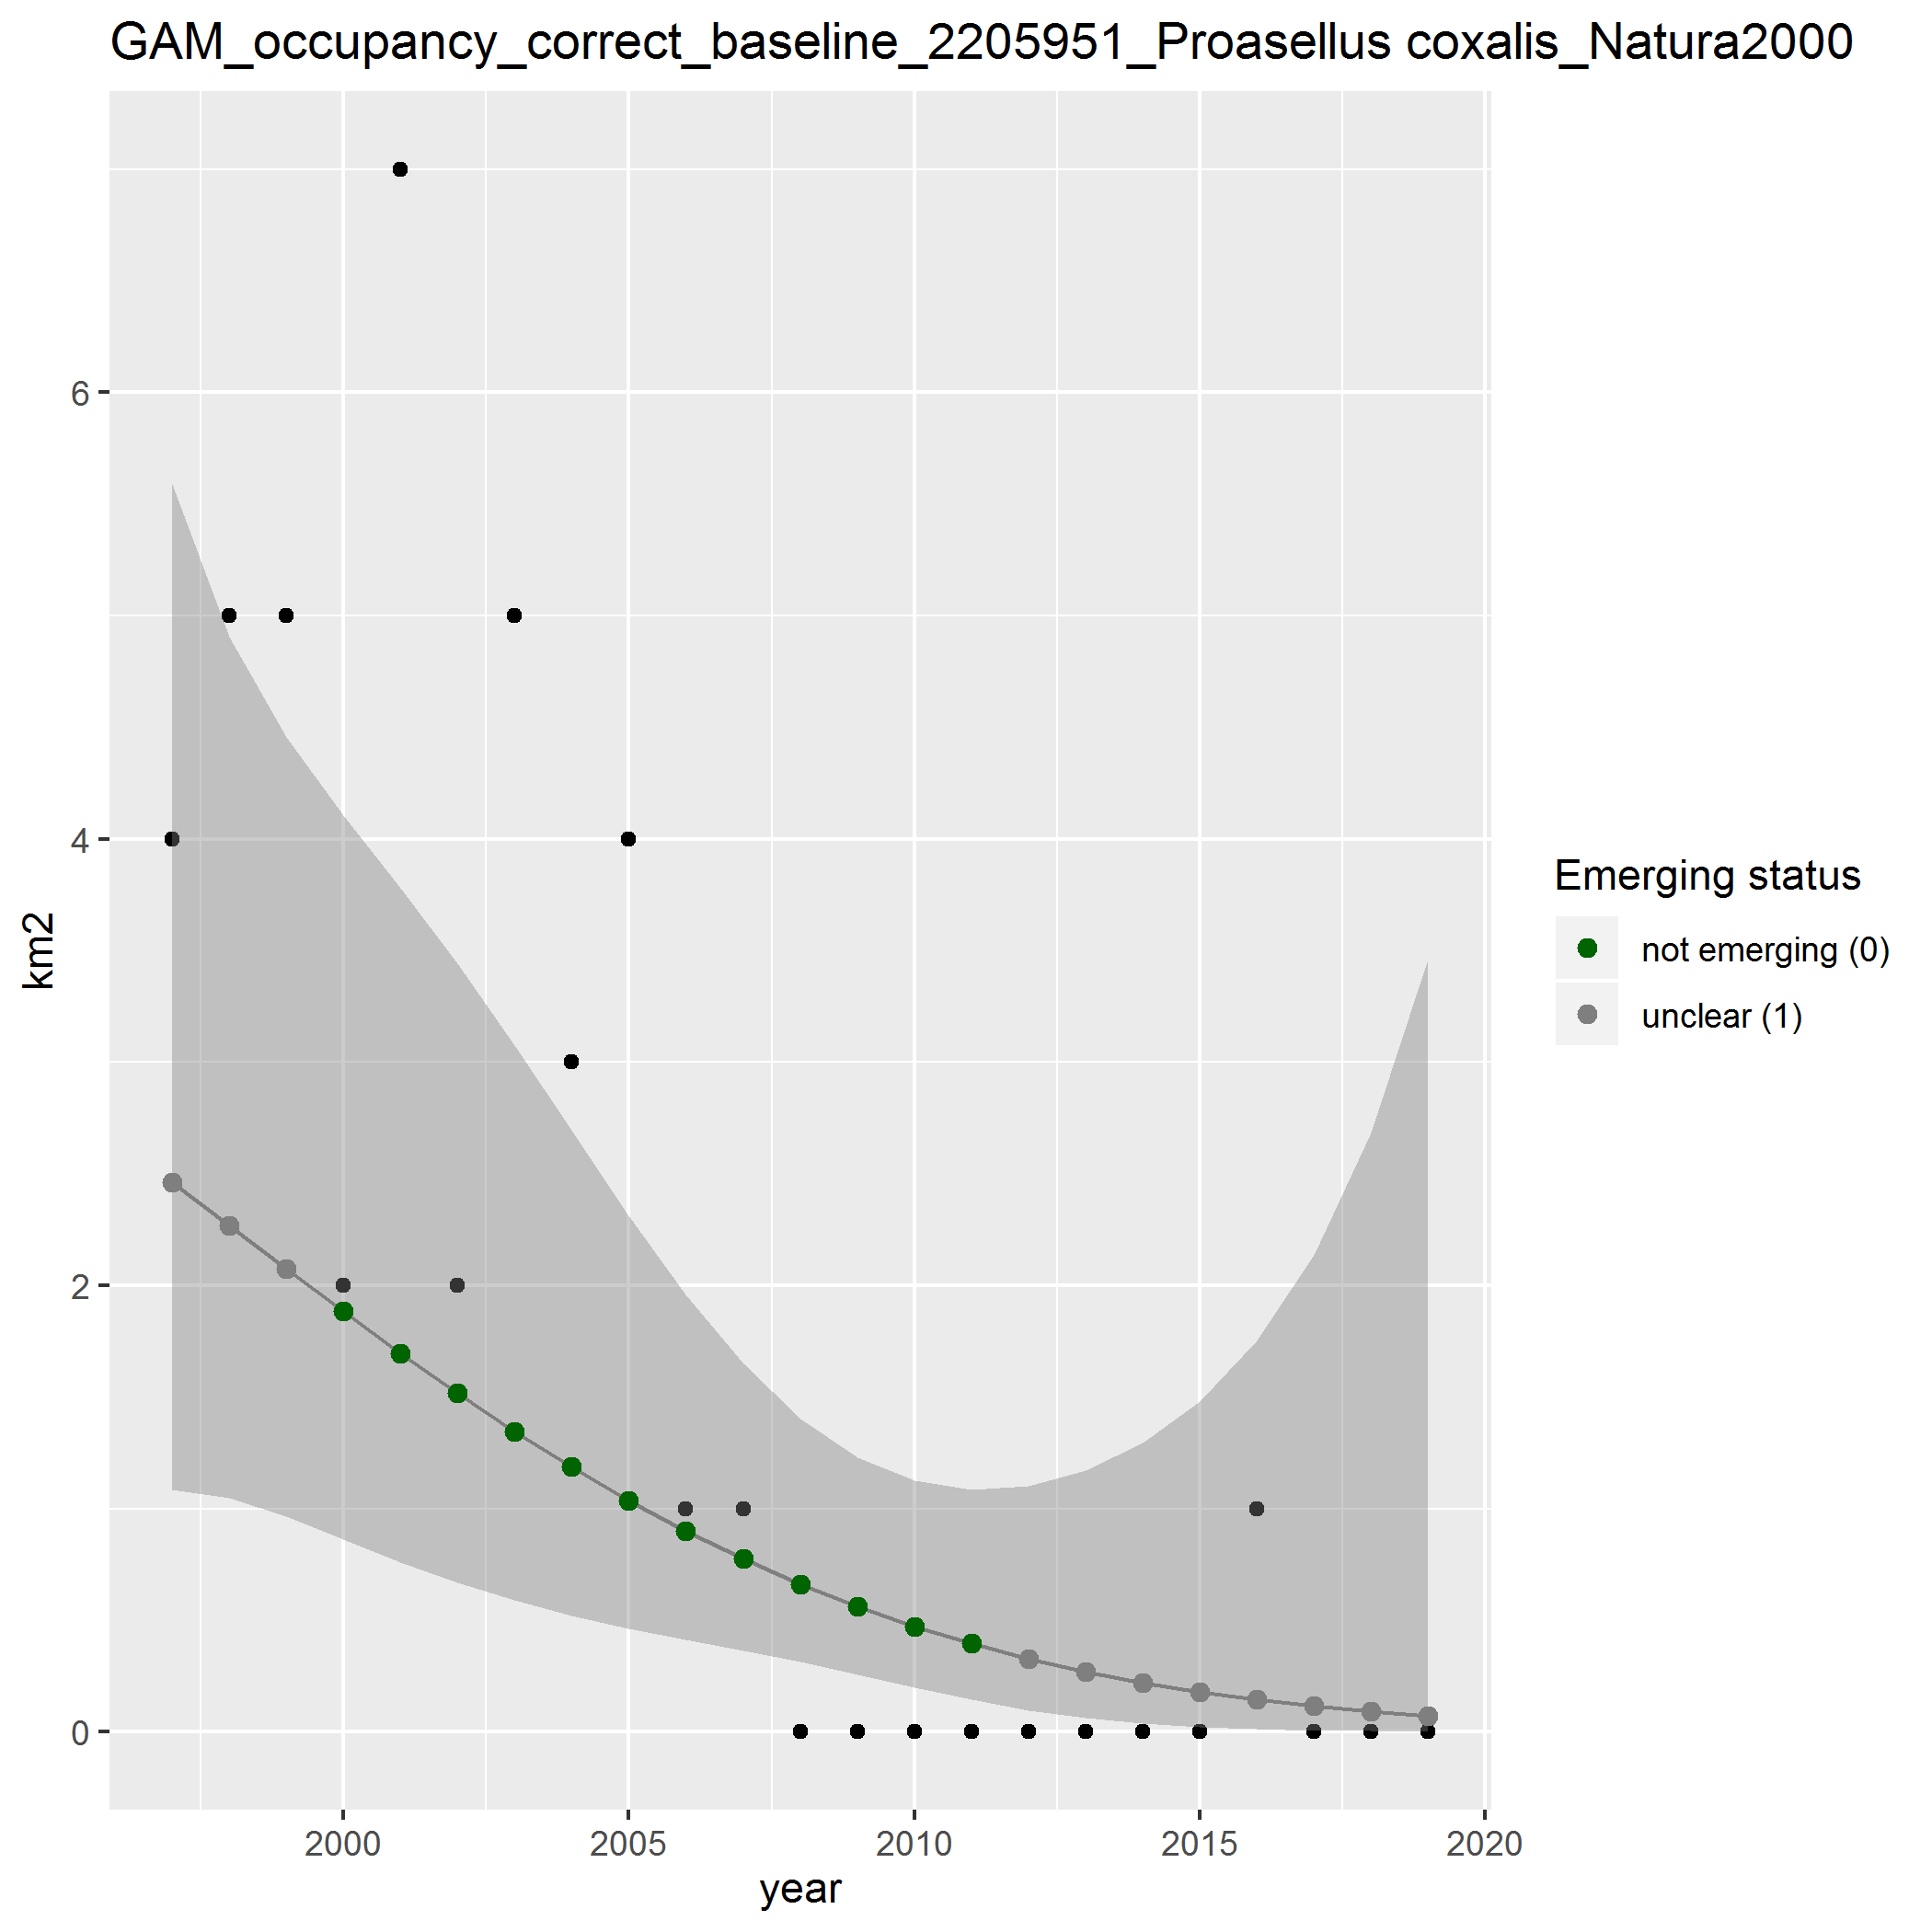 GAM_occupancy_correct_baseline_2205951_Proasellus coxalis_Natura2000
6
4
2
0
km2
2000 2005 2010 2015 2020
year
Emerging status
not emerging (0)
unclear (1)